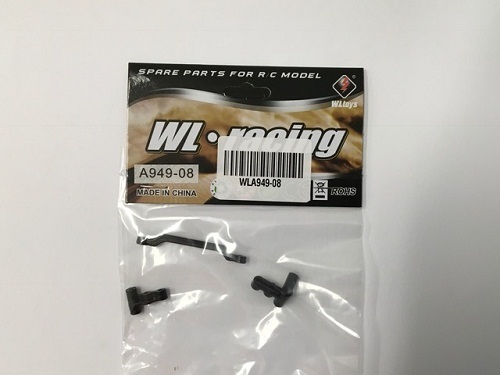 SPARE PARTS FOR R/C MODEL
WLtoys
WL·racing
A949-08
WLA949-08
MADE IN CHINA
ROHS